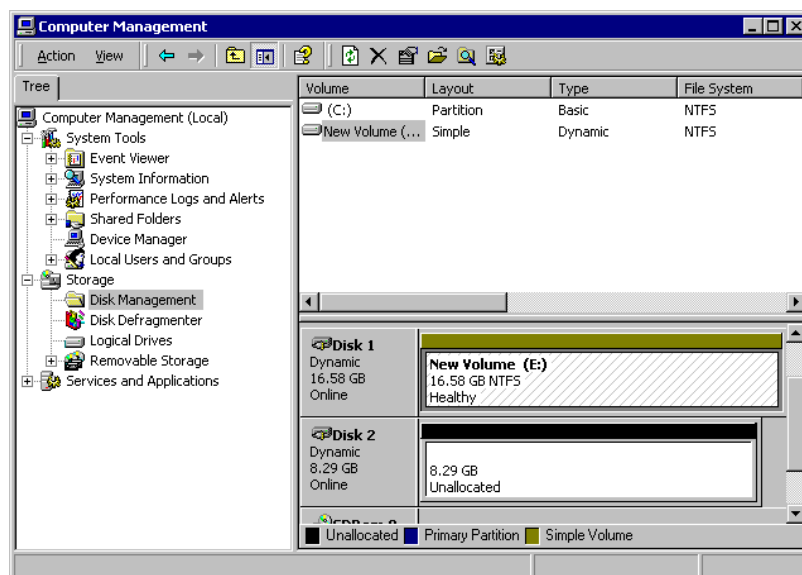 Computer Management
Action View
Tree
Computer Management (Local)
System Tools
Event Viewer
System Information
Performance Logs and Alerts
Shared Folders
Device Manager
Local Users and Groups
Storage
Disk Management
Disk Defragmenter
Logical Drives
Removable Storage
Services and Applications
Volume Layout Type File System
(C:) Partition Basic NTFS
New Volume (... Simple Dynamic NTFS
Disk 1
Dynamic
16.58 GB
Online
New Volume (E:)
16.58 GB NTFS
Healthy
Disk 2
Dynamic
8.29 GB
Online
8.29 GB
Unallocated
Unallocated Primary Partition Simple Volume